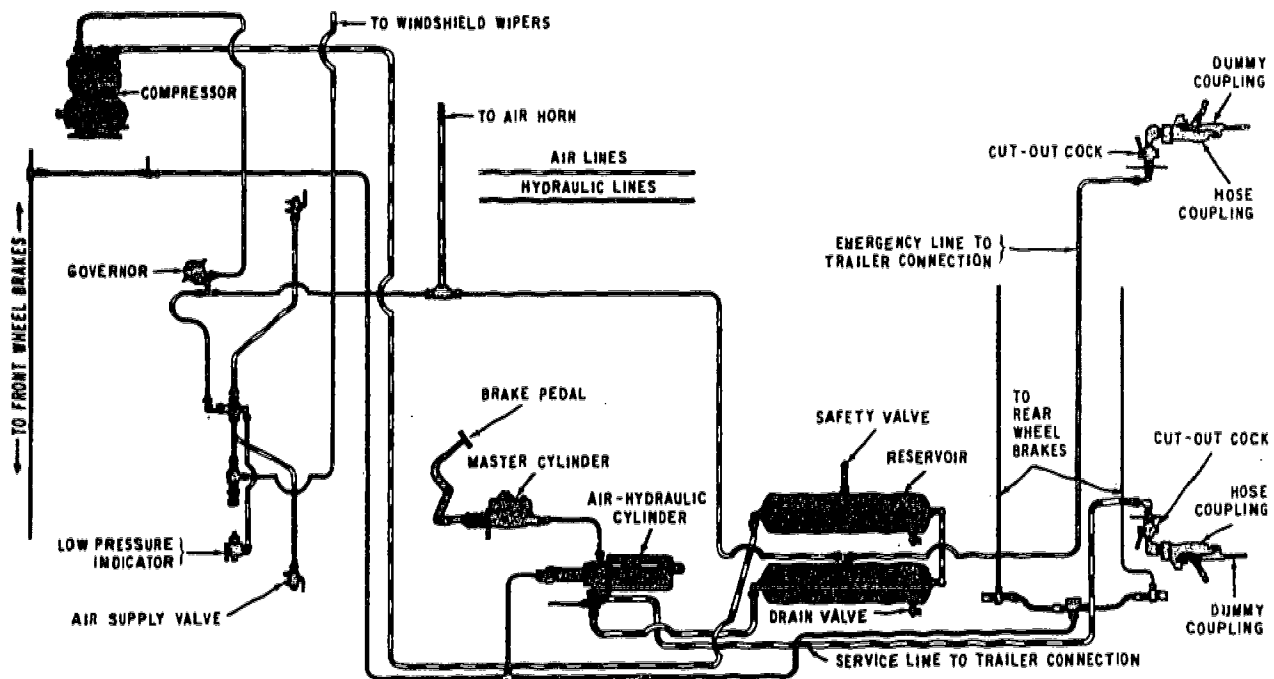 TO WINDSHIELD WIPERS
DUMMY
COUPLING
COMPRESSOR
TO AIR HORN
CUT-OUT COCK
AIR LINES
HYDRAULIC LINES
HOSE
COUPLING
EMERGENCY LINE TO
TRAILER CONNECTION
GOVERNOR
TO FRONT WHEEL BRAKES
BRAKE PEDAL
TO
REAR
WHEEL
BRAKES
SAFETY VALVE
CUT-OUT COCK
MASTER CYLINDER
RESERVOIR
AIR-HYDRAULIC
CYLINDER
HOSE
COUPLING
LOW PRESSURE
INDICATOR
AIR SUPPLY VALVE
DRAIN VALVE
DUMMY
COUPLING
SERVICE LINE TO TRAILER CONNECTION